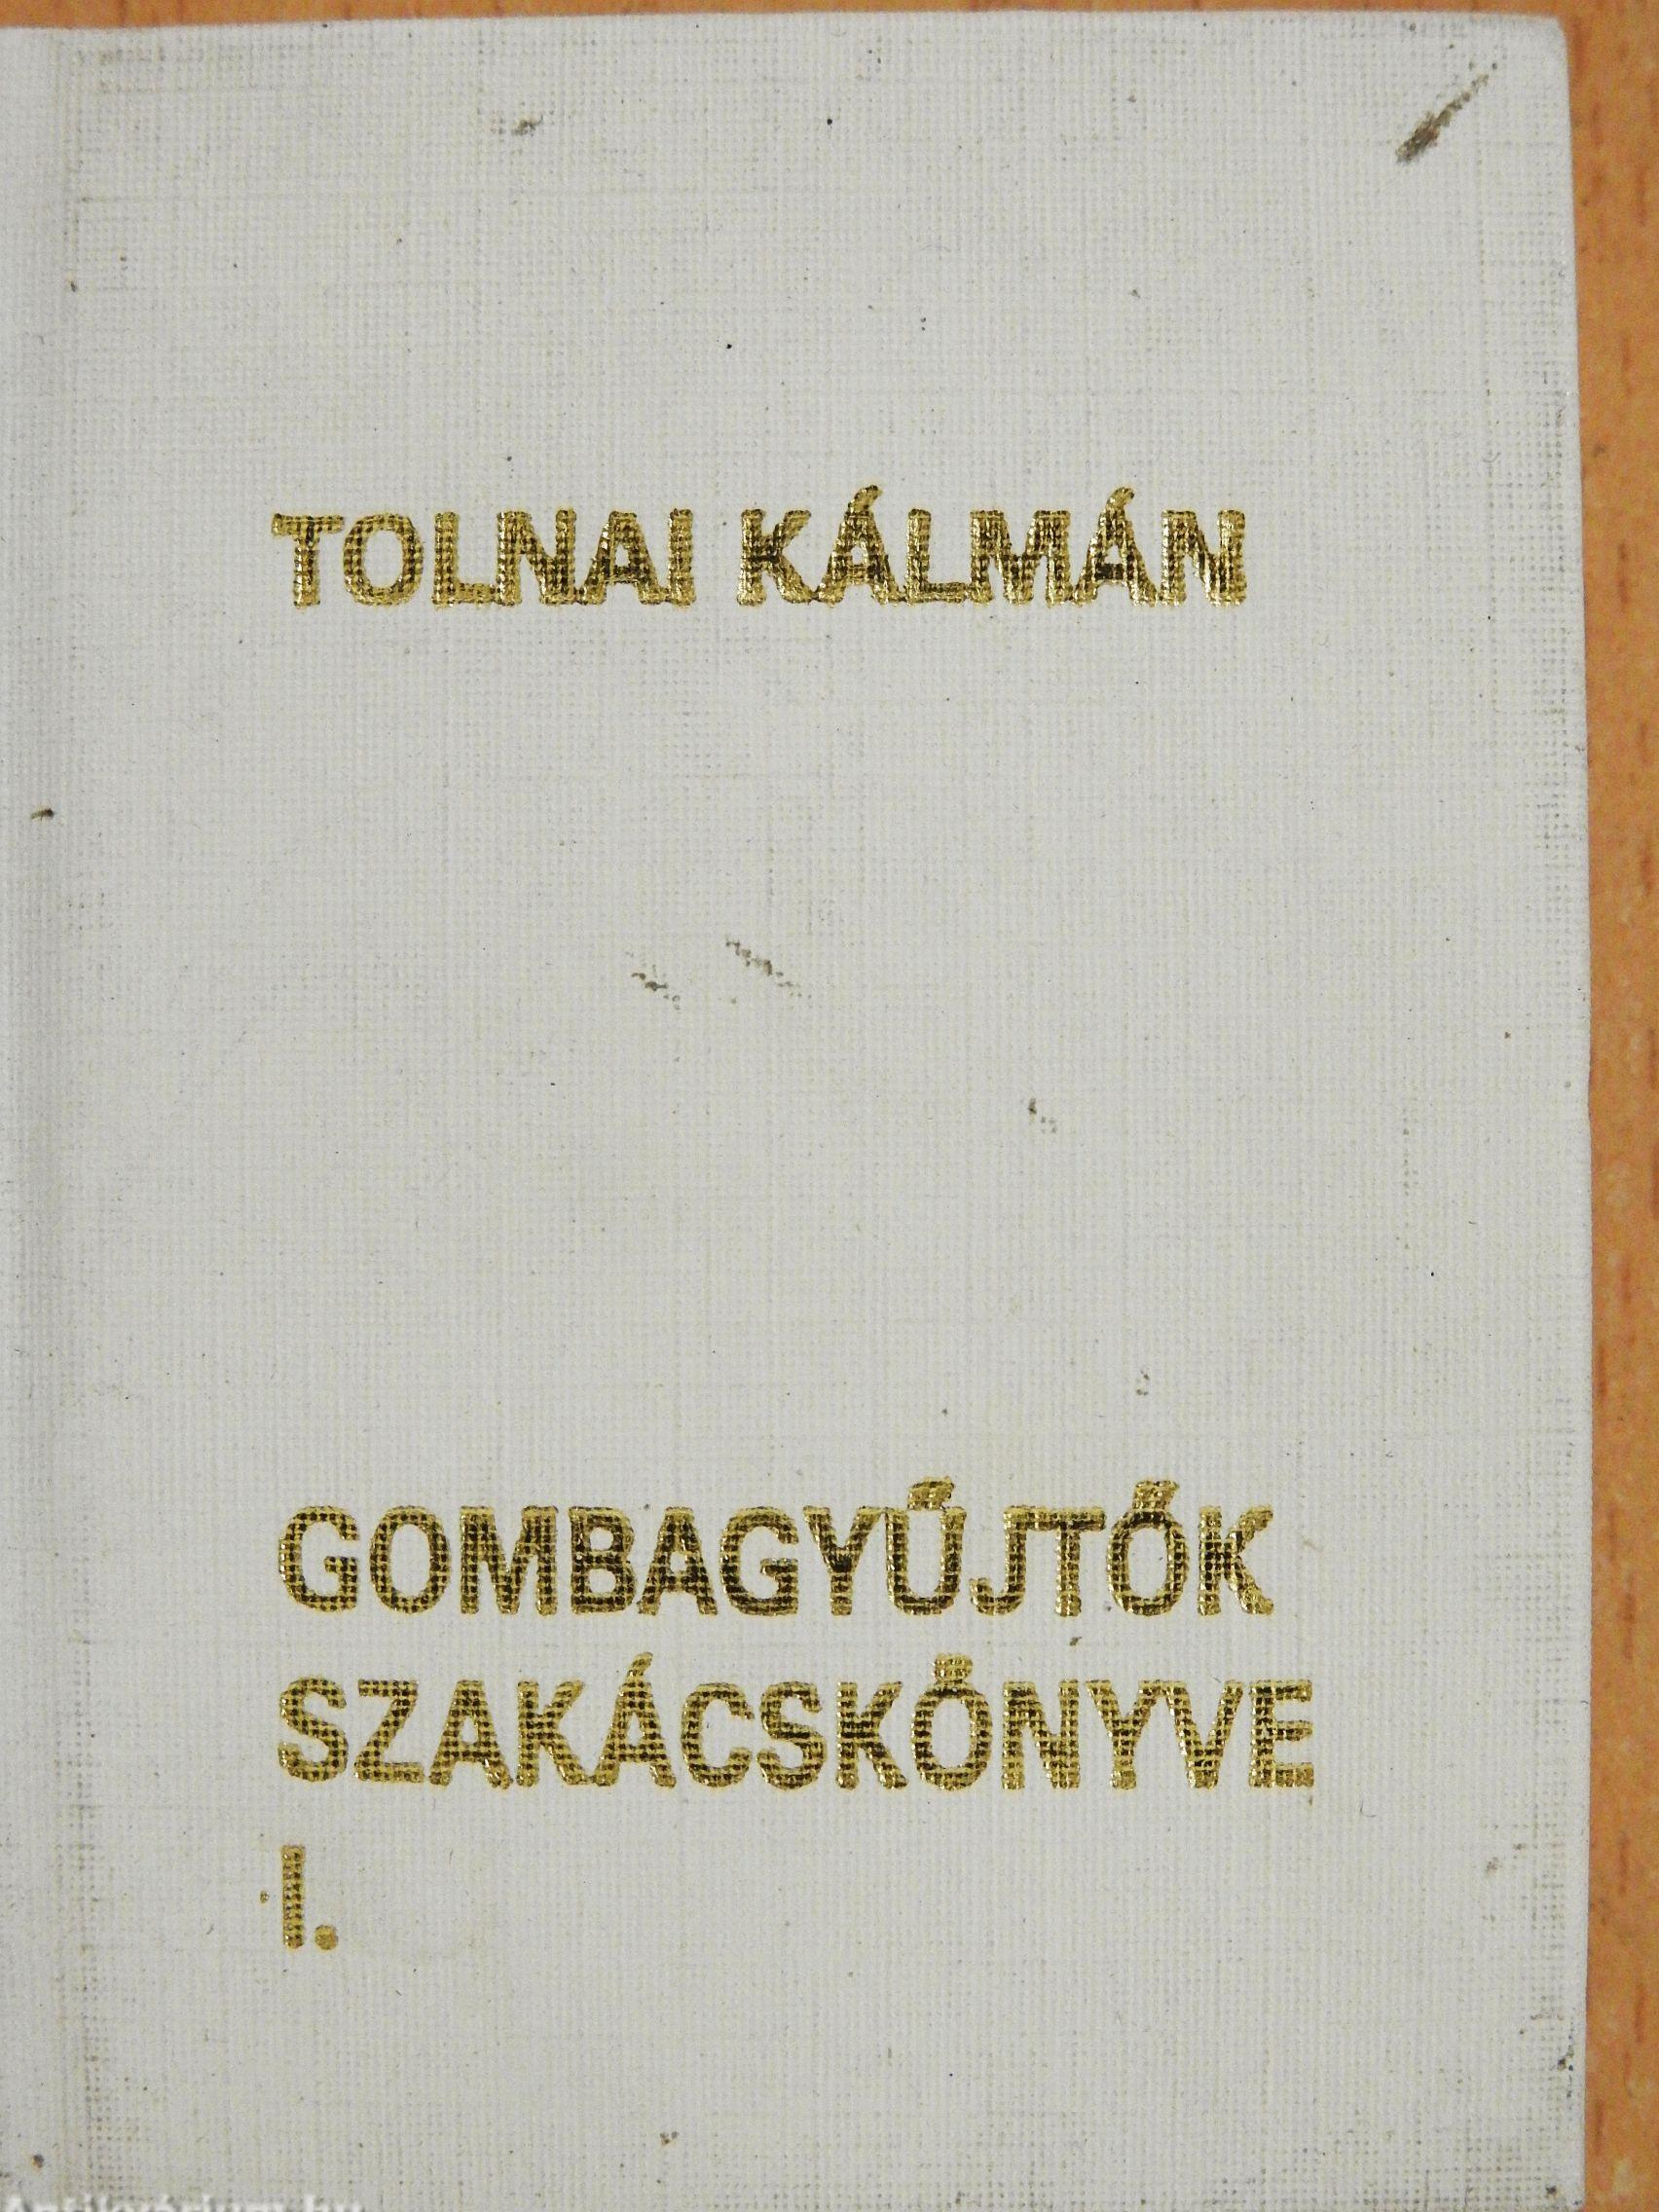 TOLNAI KÁLMÁN
GOMBAGYŰJTŐK
SZAKÁCSKÖNYVE
I.